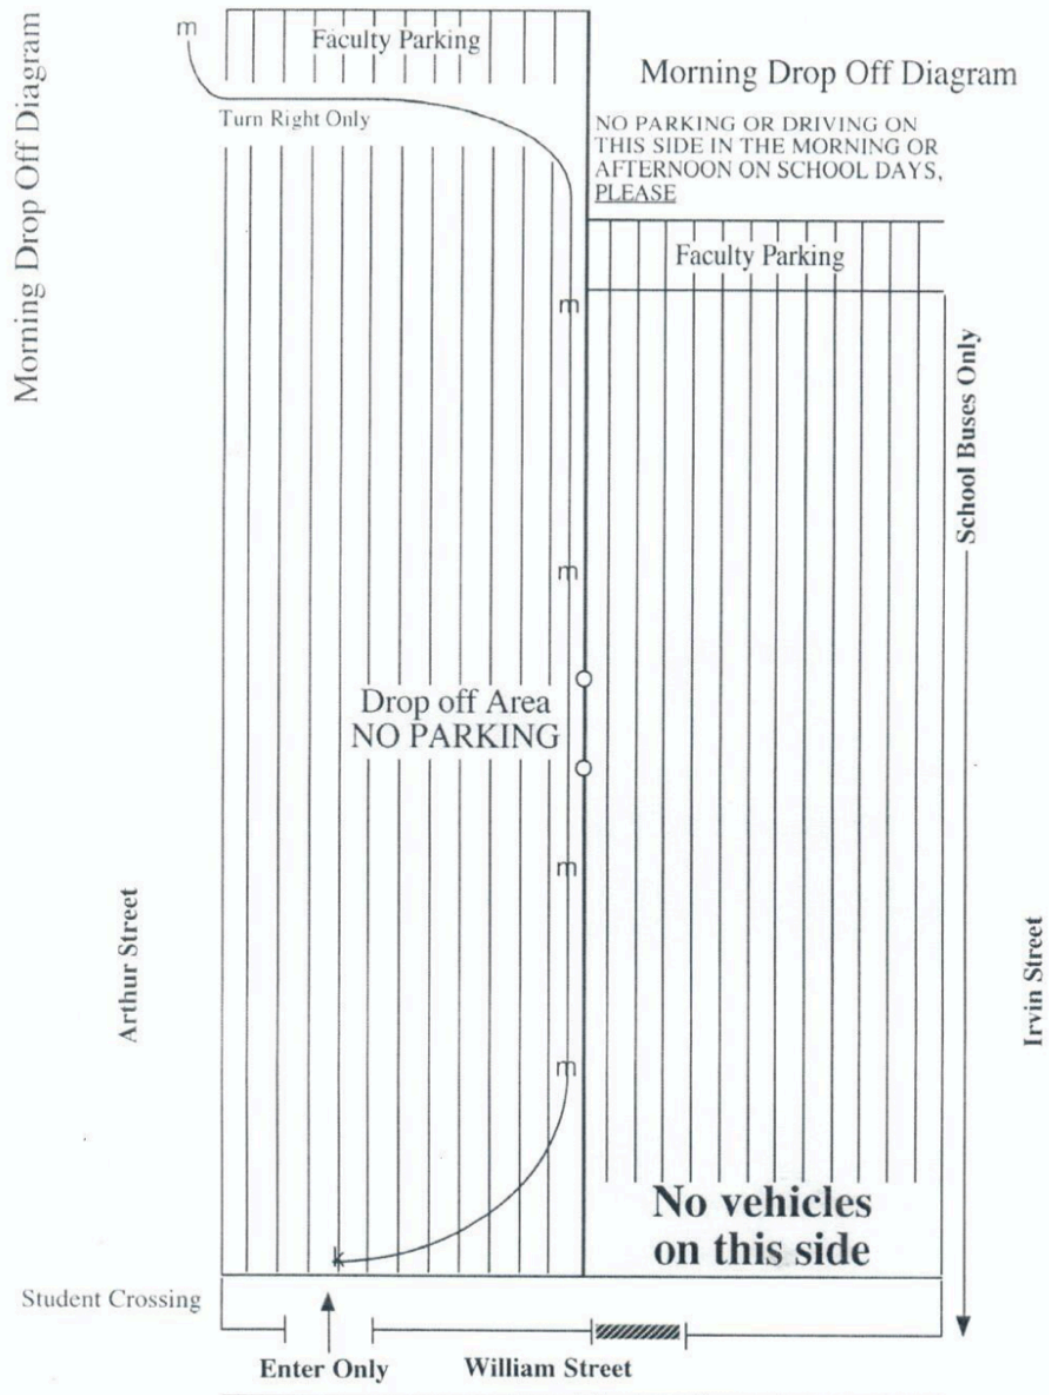 Morning Drop Off Diagram
m
Faculty Parking
Morning Drop Off Diagram
Turn Right Only
NO PARKING OR DRIVING ON
THIS SIDE IN THE MORNING OR
AFTERNOON ON SCHOOL DAYS,
PLEASE
Faculty Parking
m
School Buses Only
m
Drop off Area
NO PARKING
m
Arthur Street
Irvin Street
m
No vehicles
on this side
k
Student Crossing
Enter Only
William Street